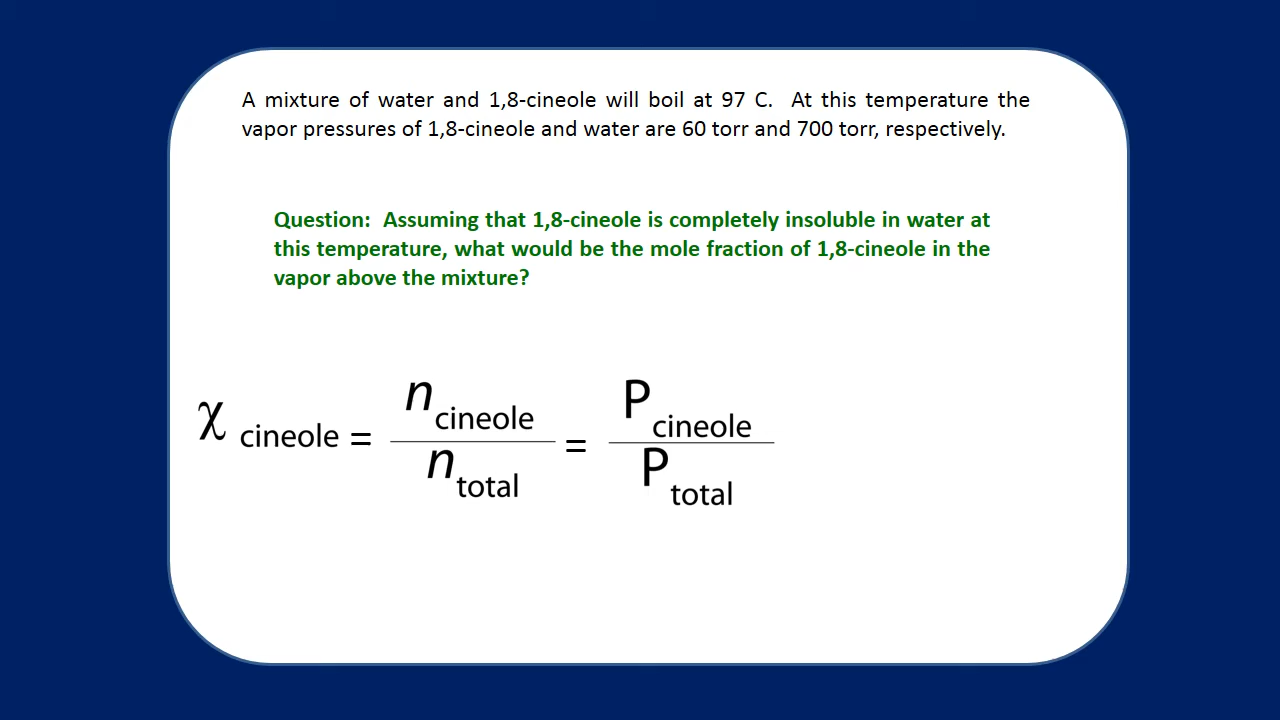 A mixture of water and 1,8-cineole will boil at 97 C.  At this temperature the
vapor pressures of 1,8-cineole and water are 60 torr and 700 torr, respectively.
Question:  Assuming that 1,8-cineole is completely insoluble in water at
this temperature, what would be the mole fraction of 1,8-cineole in the
vapor above the mixture?
χ cineole = n cineole / n total = P cineole / P total